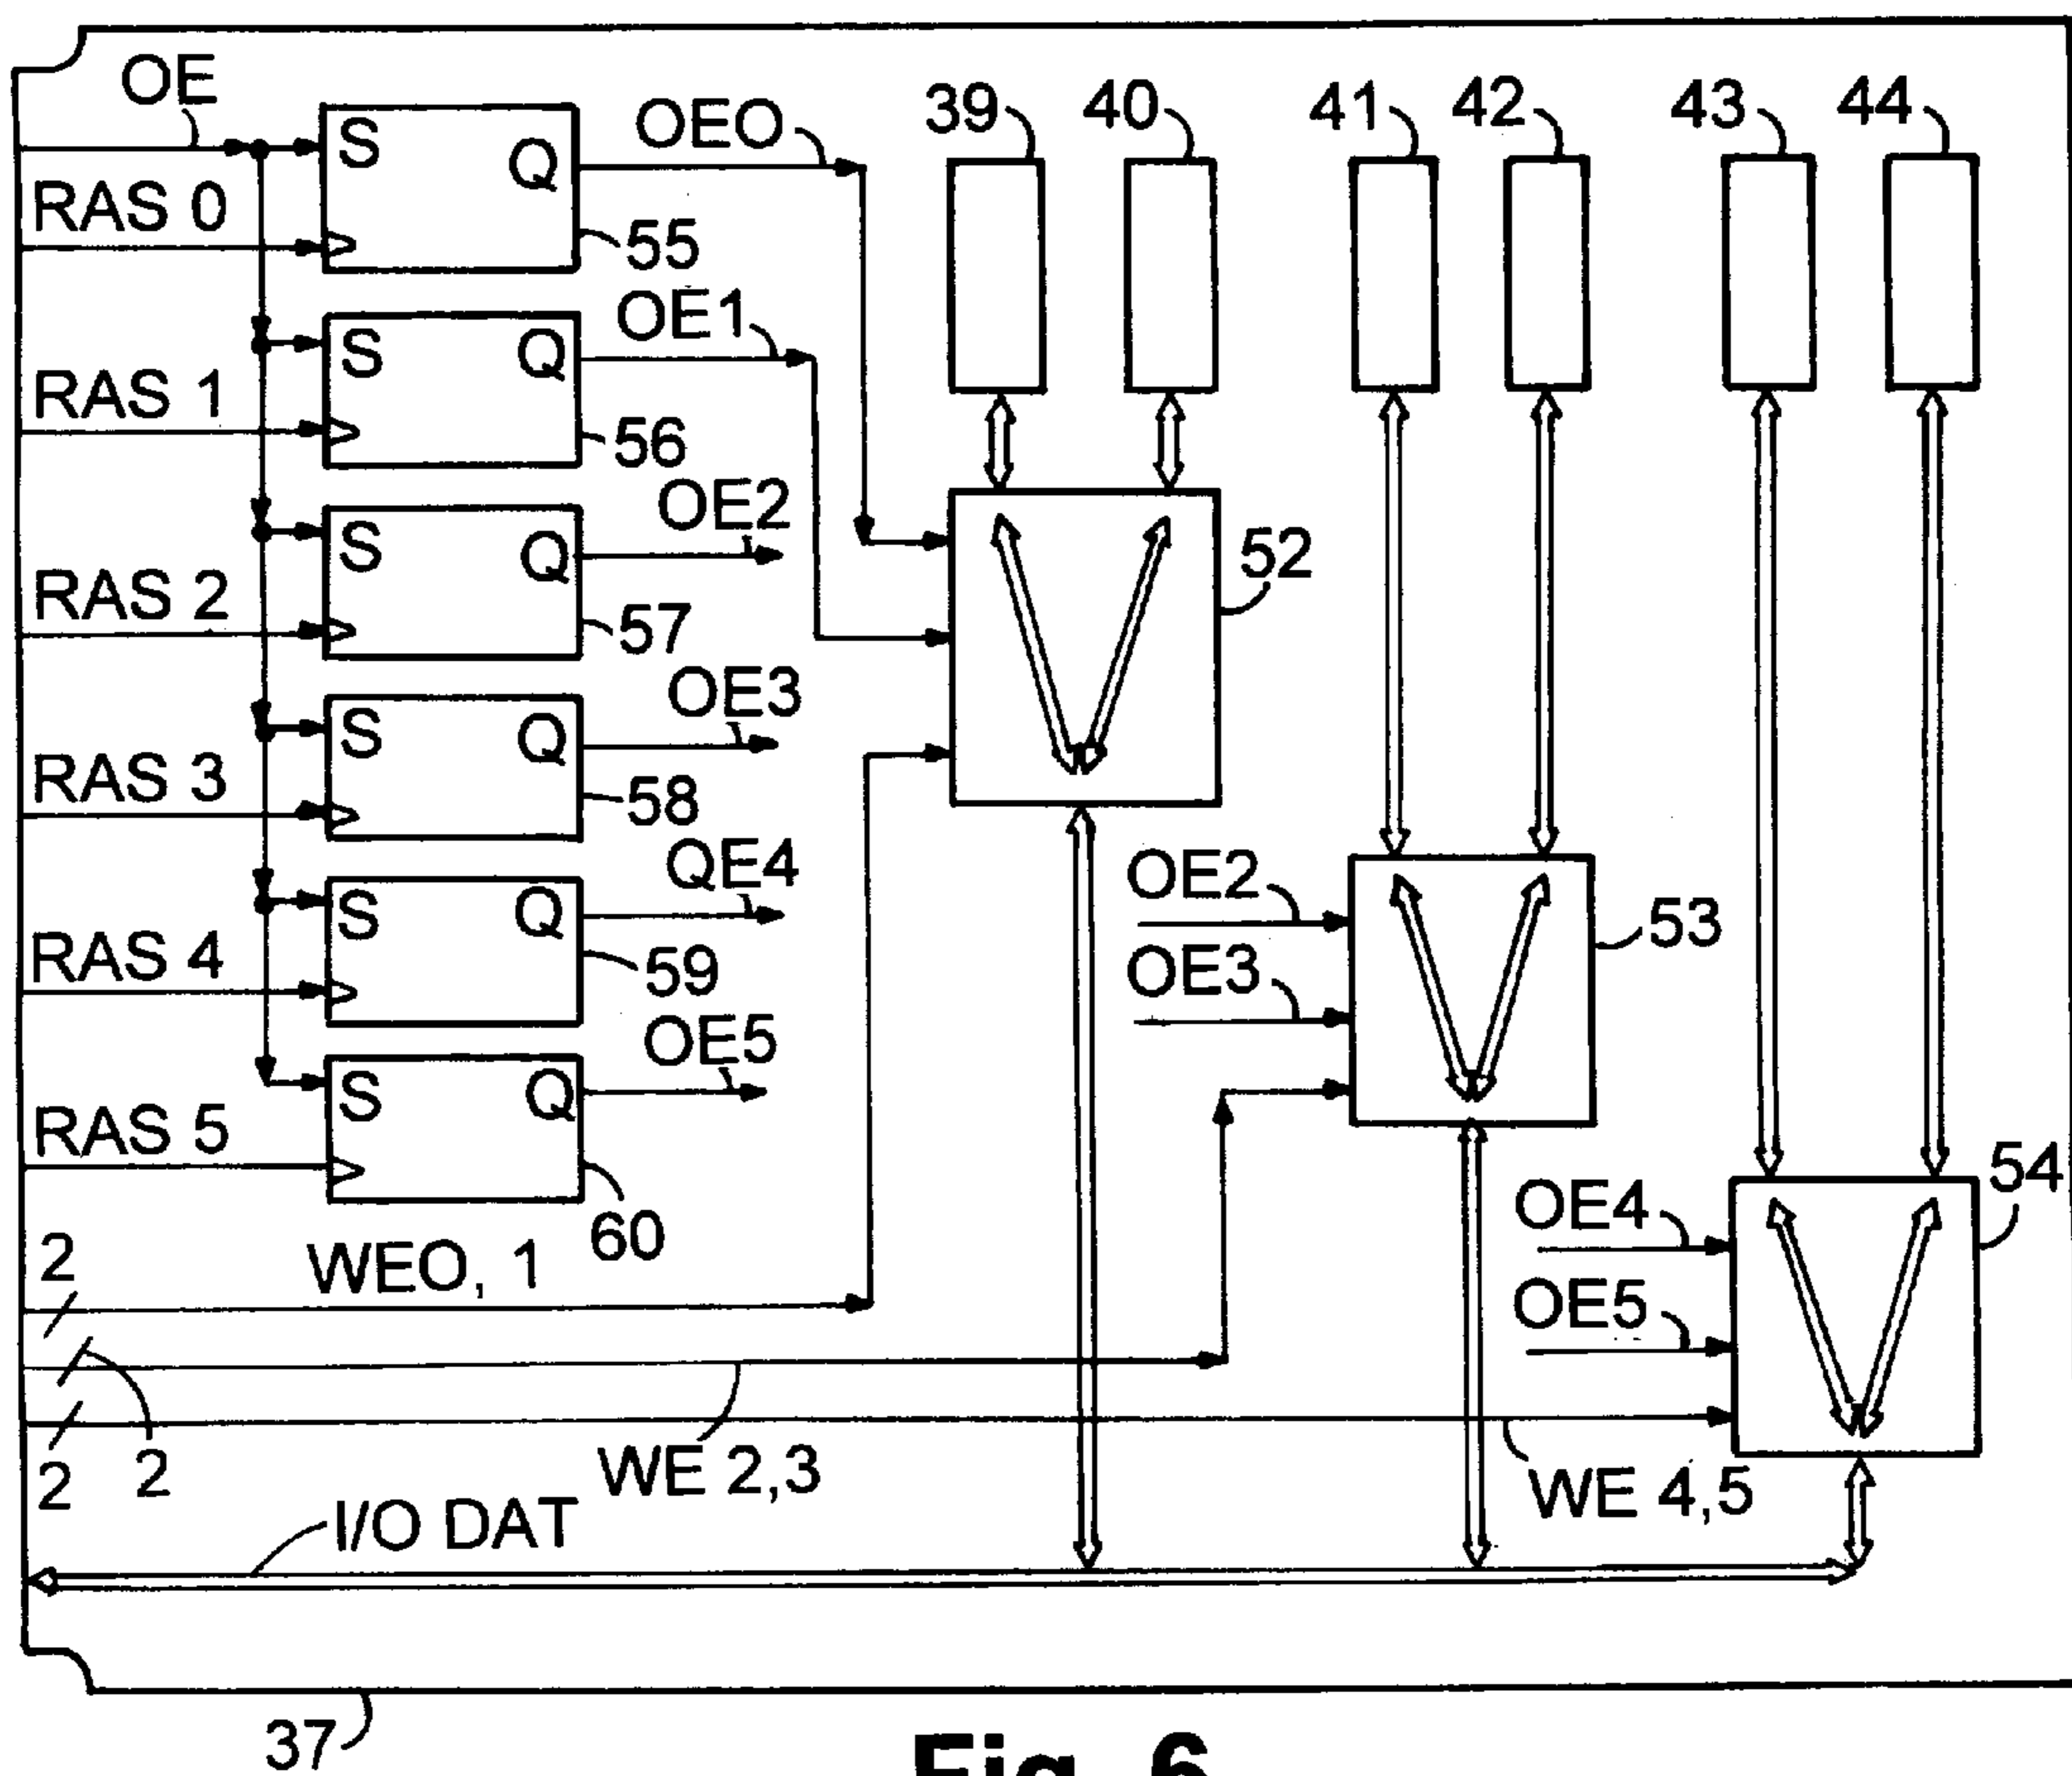 OE
S
Q
OEO
39
40
41
42
43
44
RAS 0
55
S
Q
OE1
RAS 1
56
S
Q
OE2
52
RAS 2
57
S
Q
OE3
RAS 3
58
S
Q
QE4
OE2
53
RAS 4
59
OE3
S
Q
OE5
RAS 5
60
OE4
54
2
WEO, 1
OE5
2
2
WE 2,3
WE 4,5
I/O DAT
37
Fig. 6